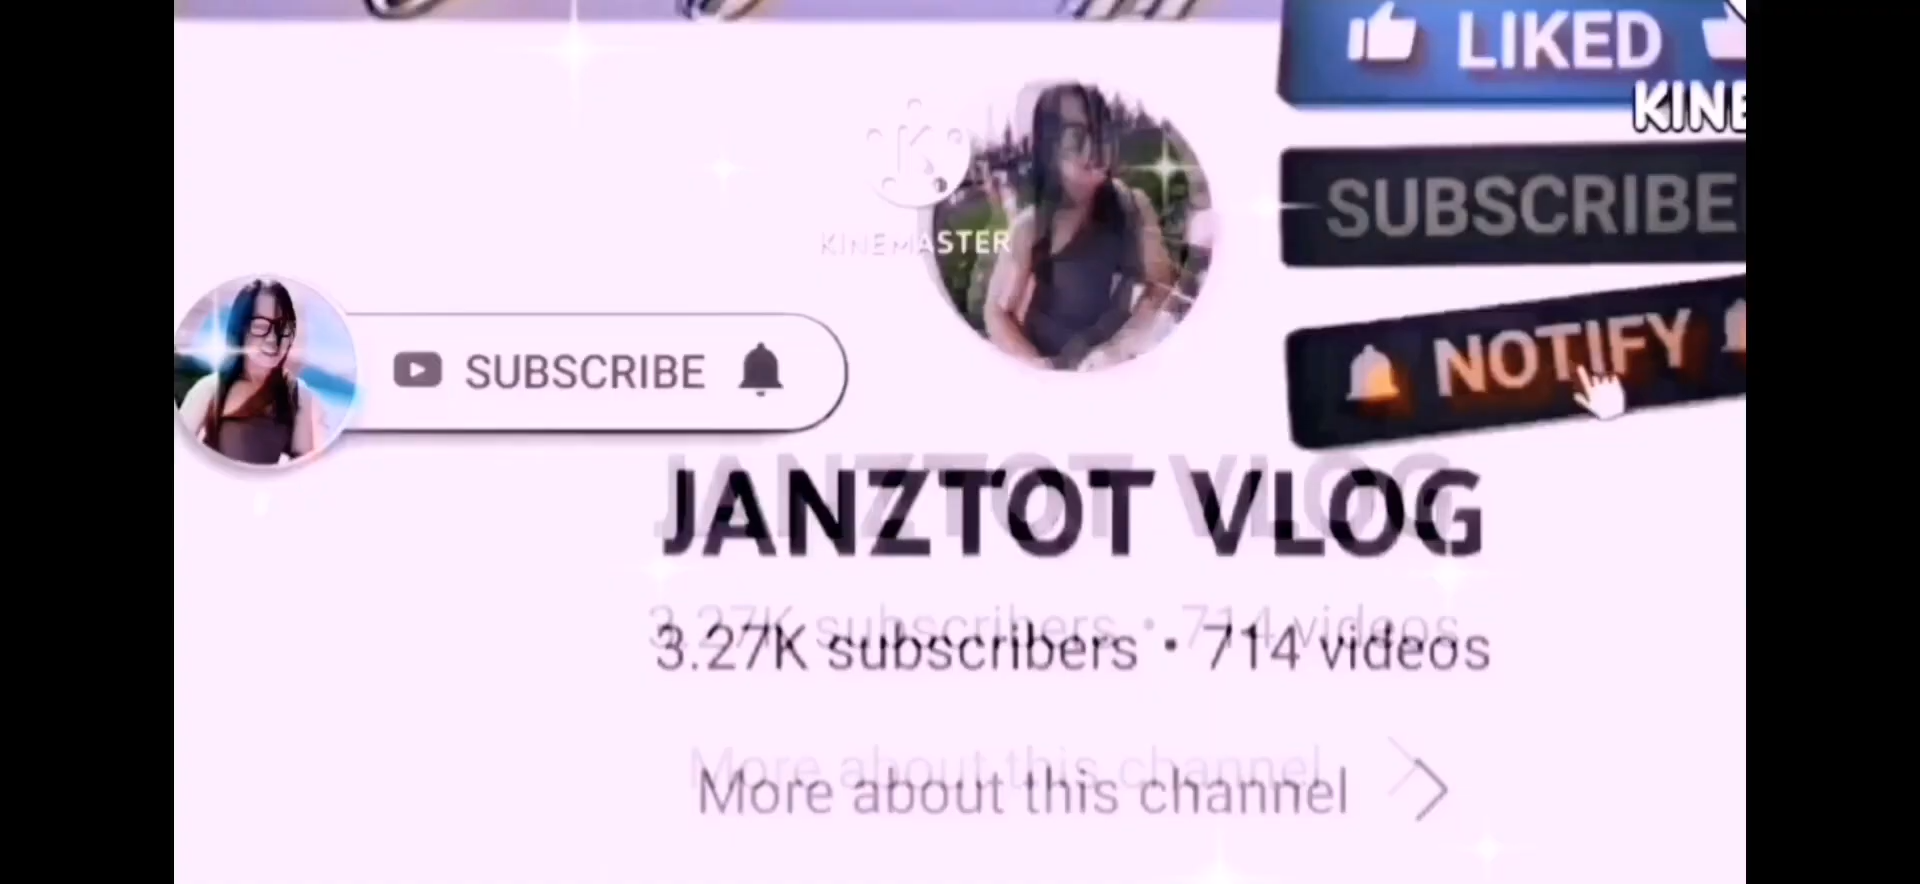 LIKED
KINE
SUBSCRIBE
KINEMASTER
NOTIFY
SUBSCRIBE
JANZTOT VLOG
3.27K subscribers • 714 videos
More about this channel